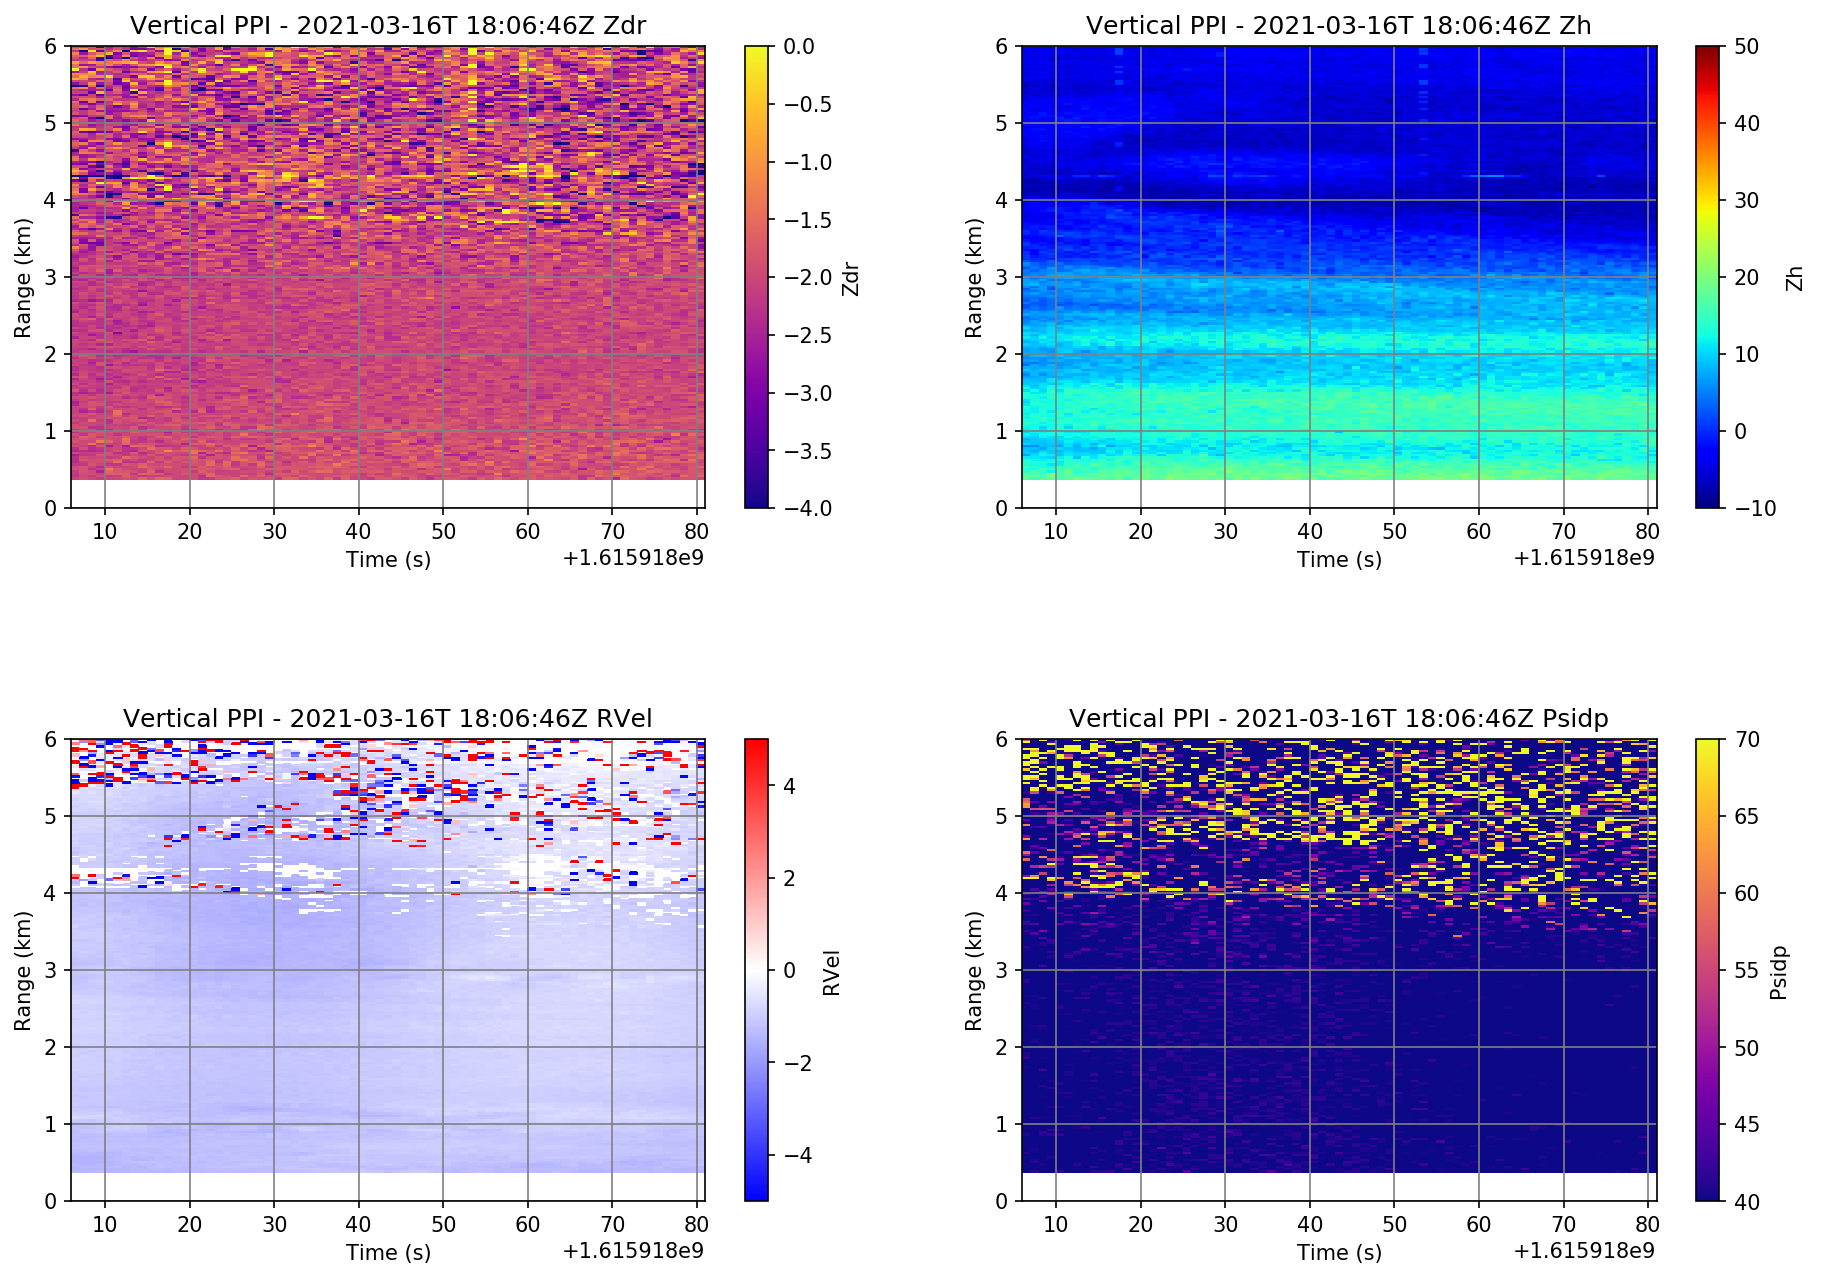 Vertical PPI - 2021-03-16T 18:06:46Z Zdr
6
5
4
3
2
1
0
Range (km)
10 20 30 40 50 60 70 80
Time (s)
+1.615918e9
0.0
−0.5
−1.0
−1.5
−2.0
−2.5
−3.0
−3.5
−4.0
Zdr
Vertical PPI - 2021-03-16T 18:06:46Z Zh
6
5
4
3
2
1
0
Range (km)
10 20 30 40 50 60 70 80
Time (s)
+1.615918e9
50
40
30
20
10
0
−10
Zh
Vertical PPI - 2021-03-16T 18:06:46Z RVel
6
5
4
3
2
1
0
Range (km)
10 20 30 40 50 60 70 80
Time (s)
+1.615918e9
4
2
0
−2
−4
RVel
Vertical PPI - 2021-03-16T 18:06:46Z Psidp
6
5
4
3
2
1
0
Range (km)
10 20 30 40 50 60 70 80
Time (s)
+1.615918e9
70
65
60
55
50
45
40
Psidp